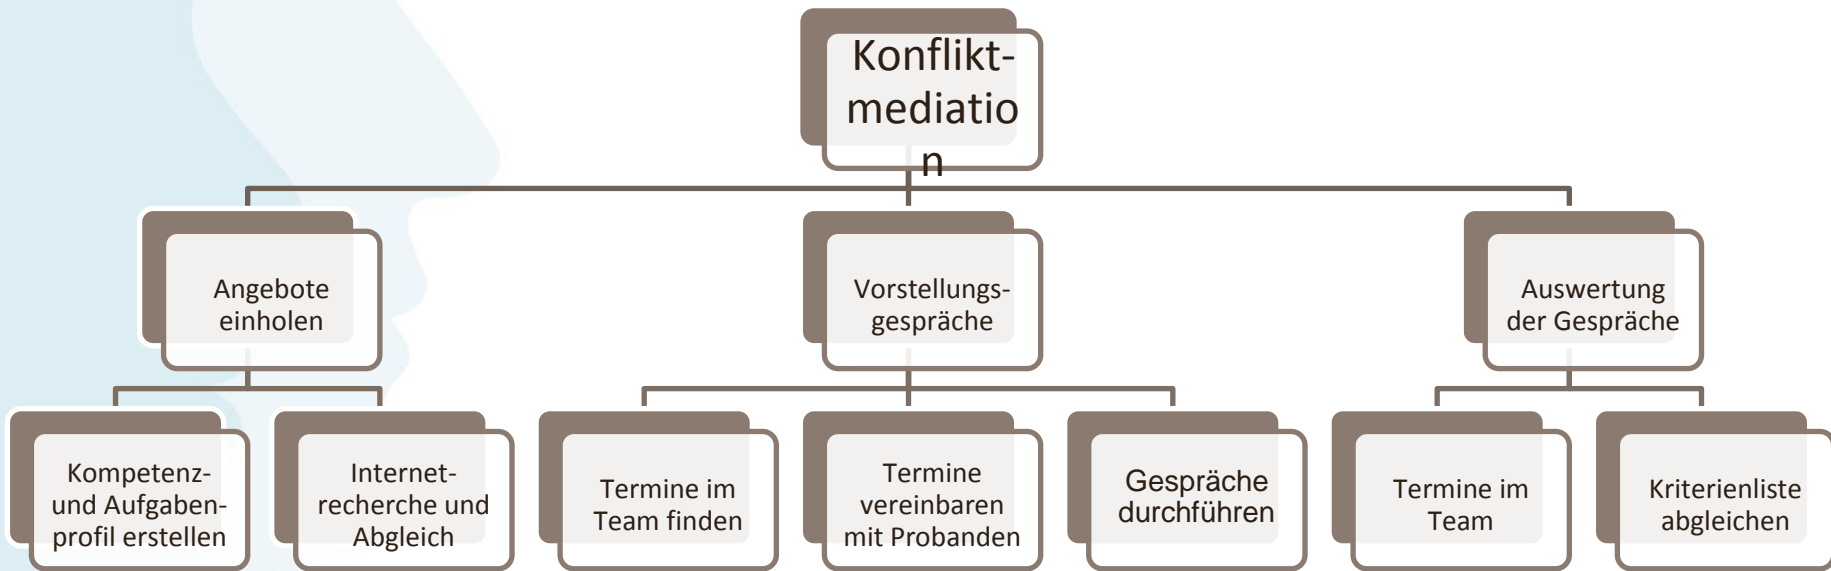 Konflikt-
mediatio
n
Angebote
einholen
Vorstellungs-
gespräche
Auswertung
der Gespräche
Kompetenz-
und Aufgaben-
profil erstellen
Internet-
recherche und
Abgleich
Termine im
Team finden
Termine
vereinbaren
mit Probanden
Gespräche
durchführen
Termine im
Team
Kriterienliste
abgleichen